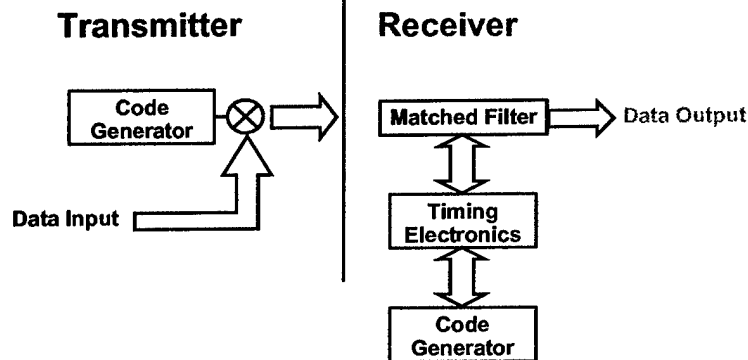 Transmitter
Code
Generator
Data Input
Receiver
Matched Filter
Data Output
Timing
Electronics
Code
Generator